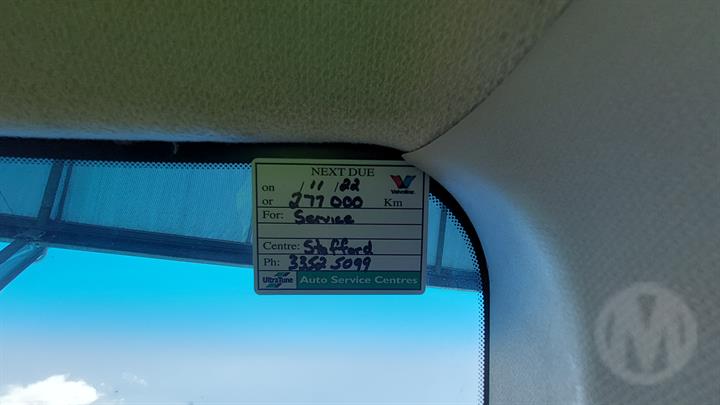 NEXT DUE
on /11/22
or 277 000 Km
Valvoline
For: Service
Centre: Stafford
Ph: 3352 5099
UltraTune Auto Service Centres
M